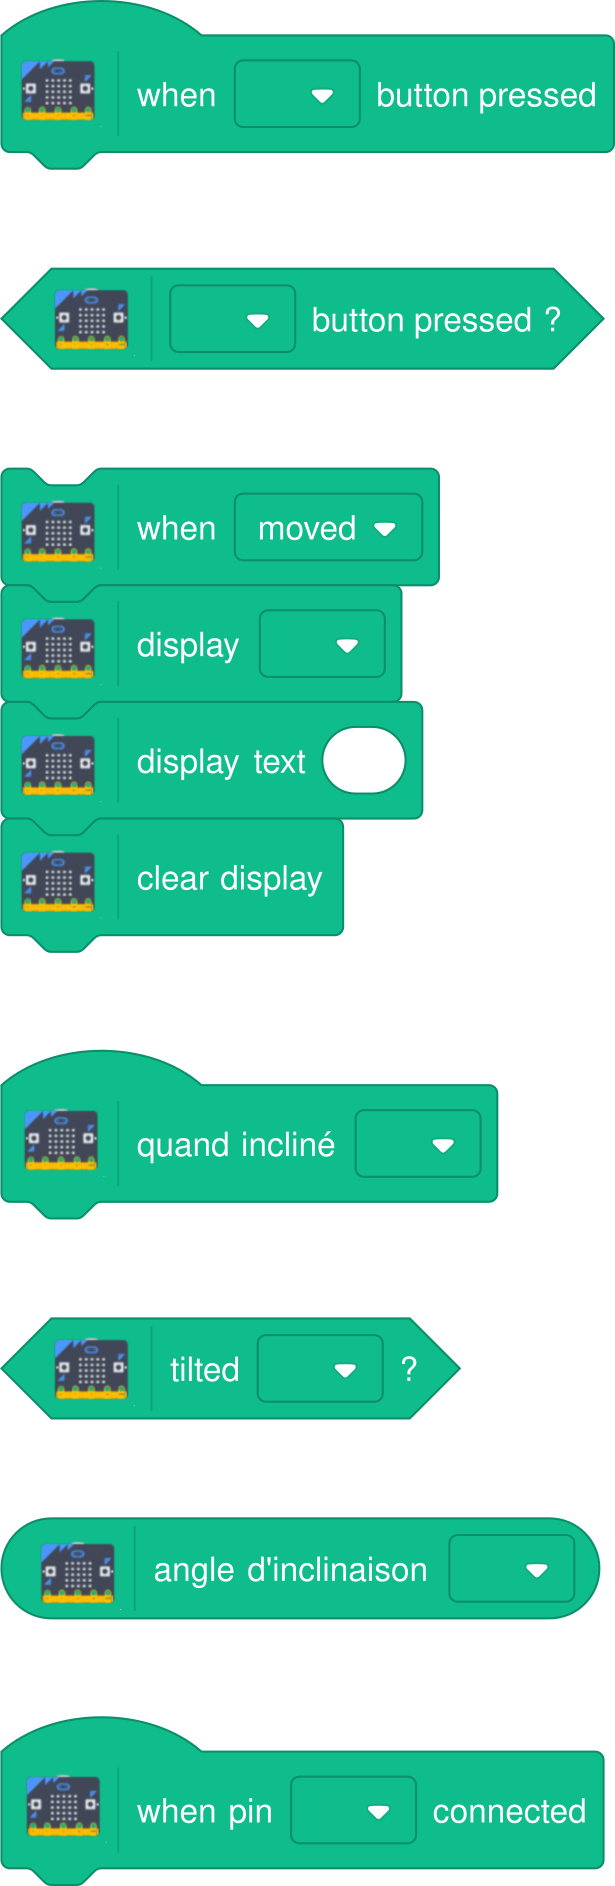 when button pressed
button pressed ?
when moved
display
display text
clear display
quand incliné
tilted ?
angle d'inclinaison
when pin connected